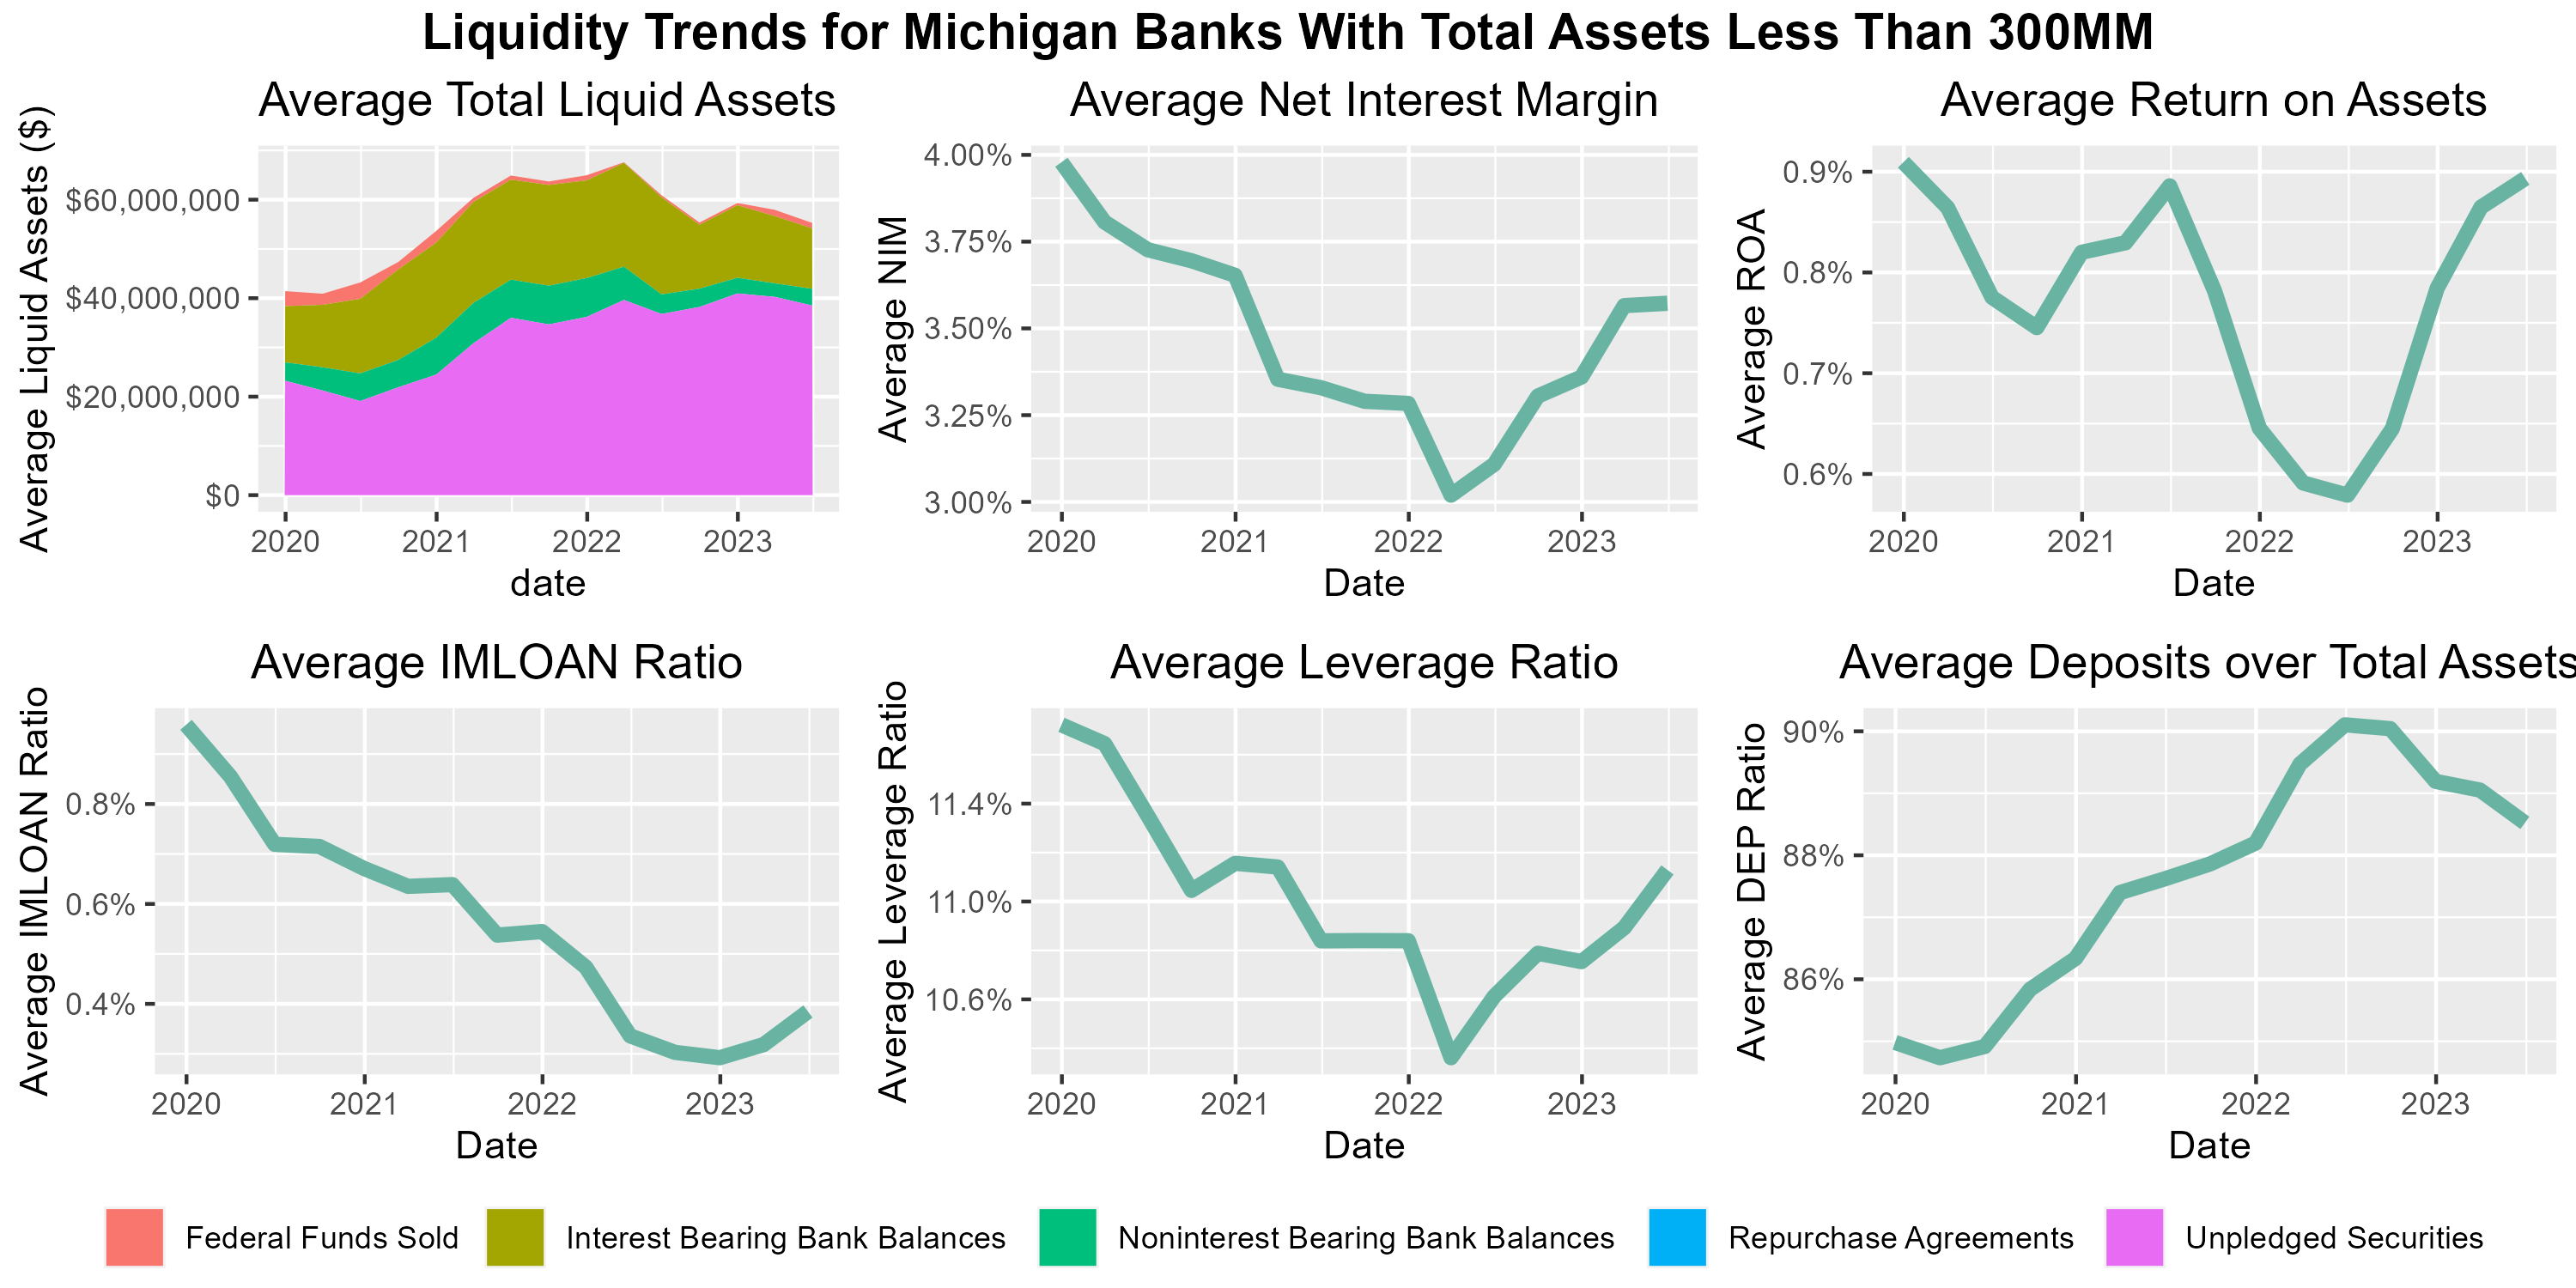 Liquidity Trends for Michigan Banks With Total Assets Less Than 300MM
Average Total Liquid Assets
Average Liquid Assets ($)
$60,000,000
$40,000,000
$20,000,000
$0
2020 2021 2022 2023
date
Average Net Interest Margin
Average NIM
4.00%
3.75%
3.50%
3.25%
3.00%
2020 2021 2022 2023
Date
Average Return on Assets
Average ROA
0.9%
0.8%
0.7%
0.6%
2020 2021 2022 2023
Date
Average IMLOAN Ratio
Average IMLOAN Ratio
0.8%
0.6%
0.4%
2020 2021 2022 2023
Date
Average Leverage Ratio
Average Leverage Ratio
11.4%
11.0%
10.6%
2020 2021 2022 2023
Date
Average Deposits over Total Assets
Average DEP Ratio
90%
88%
86%
2020 2021 2022 2023
Date
Federal Funds Sold Interest Bearing Bank Balances Noninterest Bearing Bank Balances Repurchase Agreements Unpledged Securities